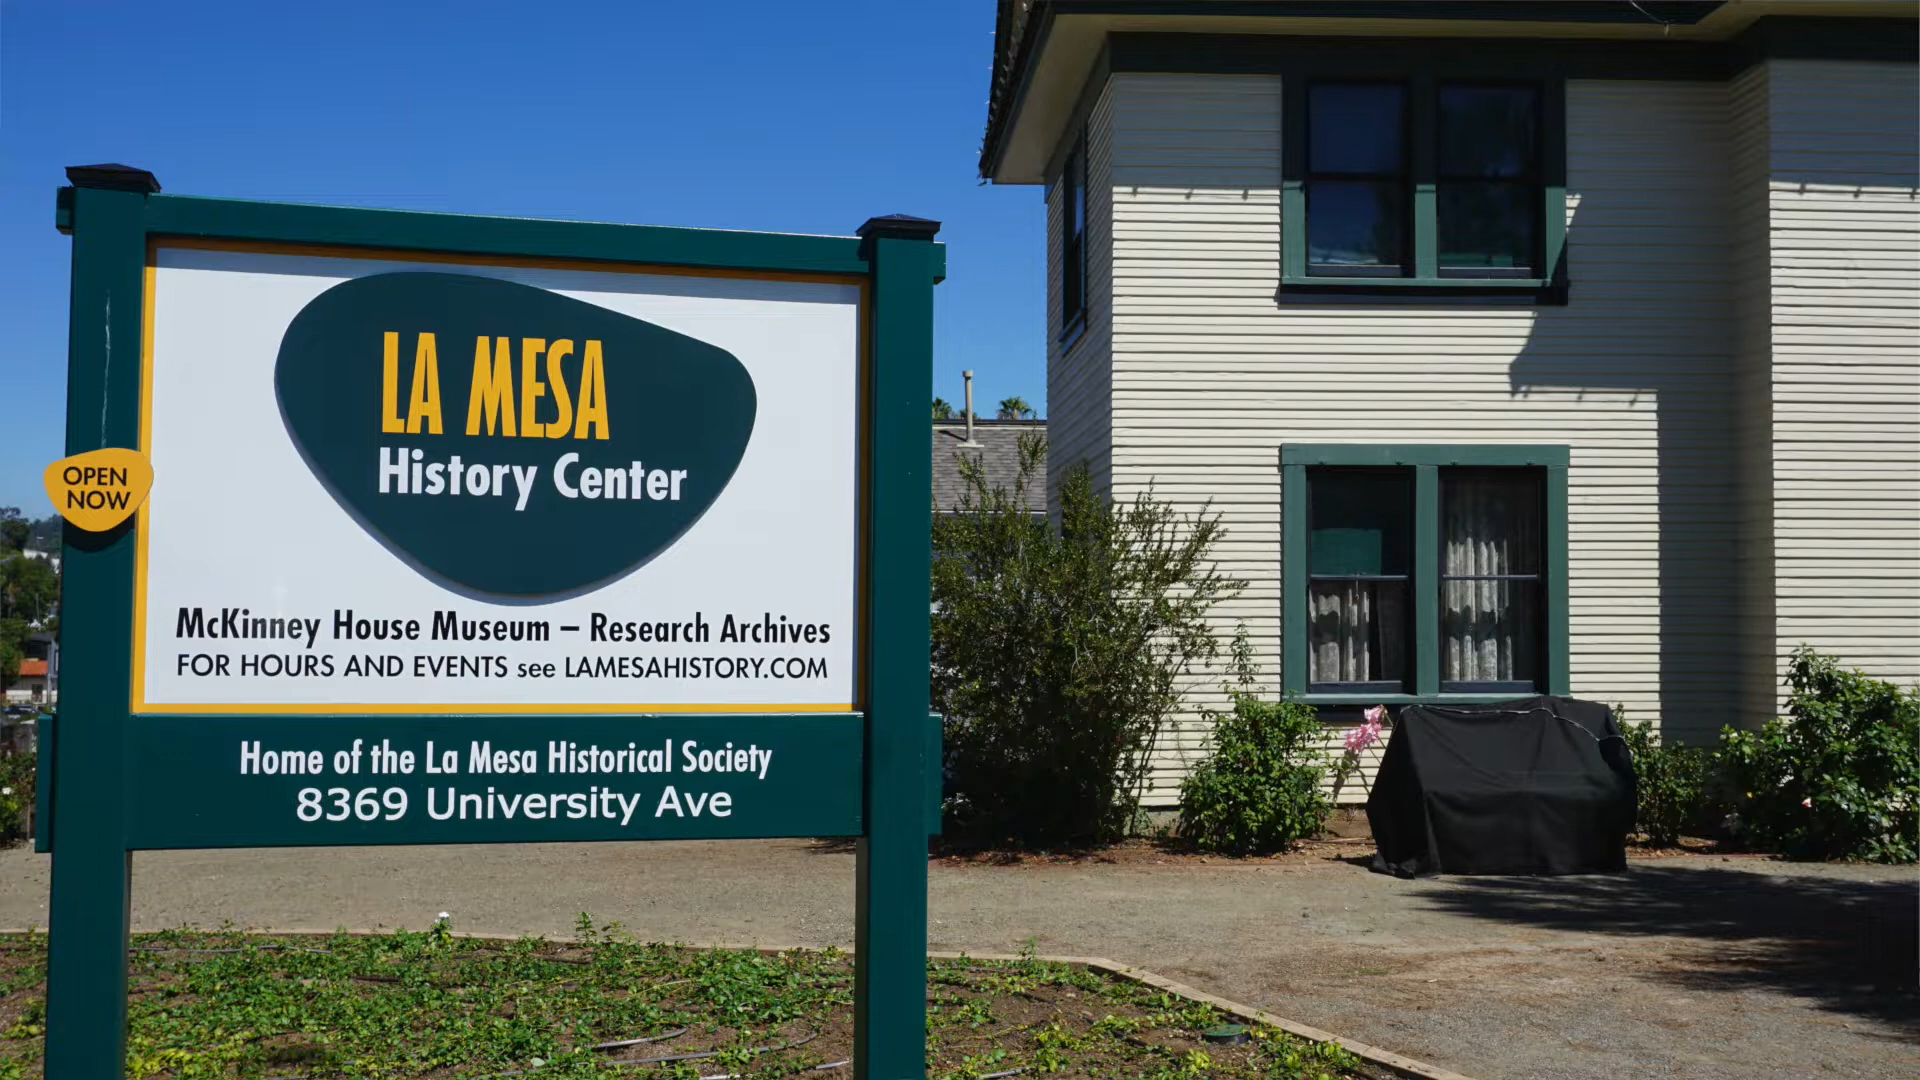 LA MESA
History Center
OPEN
NOW
McKinney House Museum – Research Archives
FOR HOURS AND EVENTS see LAMESAHISTORY.COM
Home of the La Mesa Historical Society
8369 University Ave